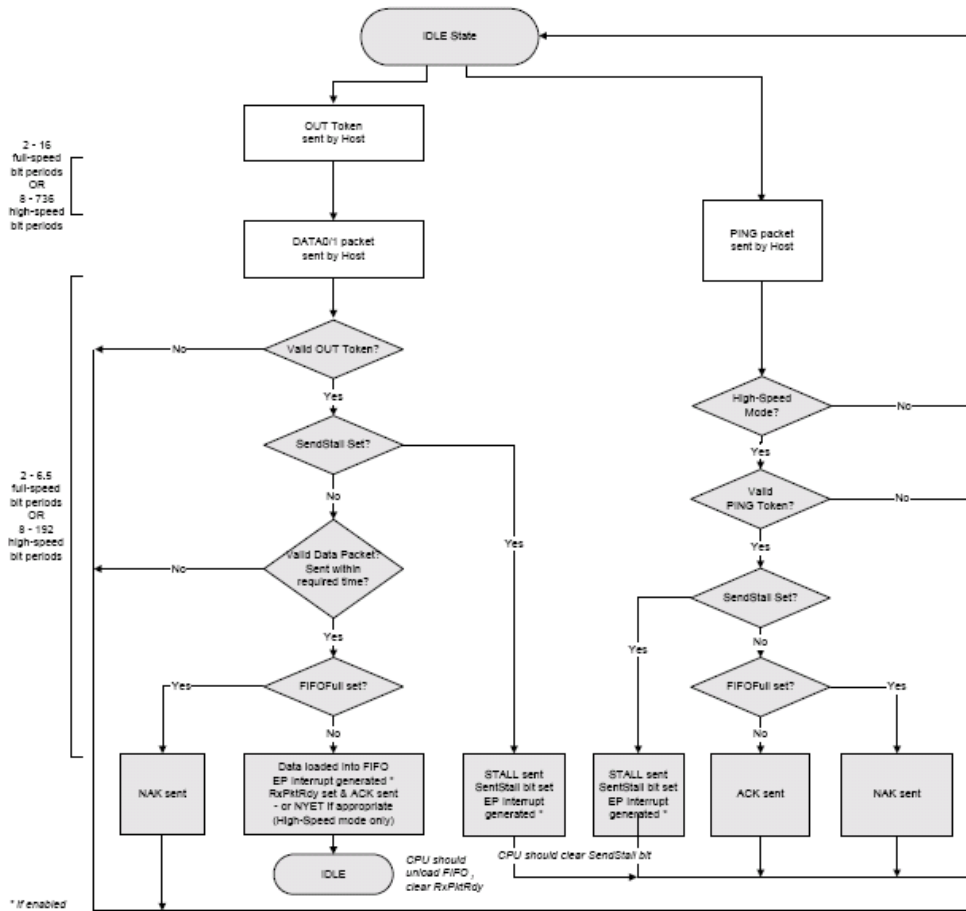 IDLE State
OUT Token
sent by Host
2 - 16
full-speed
bit periods
OR
8 - 736
high-speed
bit periods
DATA0/1 packet
sent by Host
PING packet
sent by Host
Valid OUT Token?
No
Yes
High-Speed
Mode?
No
Yes
SendStall Set?
No
Yes
Valid
PING Token?
No
Yes
2 - 6.5
full-speed
bit periods
OR
8 - 192
high-speed
bit periods
Valid Data Packet?
Sent within
required time?
No
Yes
SendStall Set?
Yes
No
FIFOFull set?
Yes
No
FIFOFull set?
Yes
No
NAK sent
Data loaded into FIFO
EP Interrupt generated *
RxPktRdy set & ACK sent
- or NYET if appropriate
(High-Speed mode only)
STALL sent
SentStall bit set
EP Interrupt
generated *
STALL sent
SentStall bit set
EP Interrupt
generated *
ACK sent
NAK sent
IDLE
CPU should
unload FIFO ,
clear RxPktRdy
CPU should clear SendStall bit
* If enabled